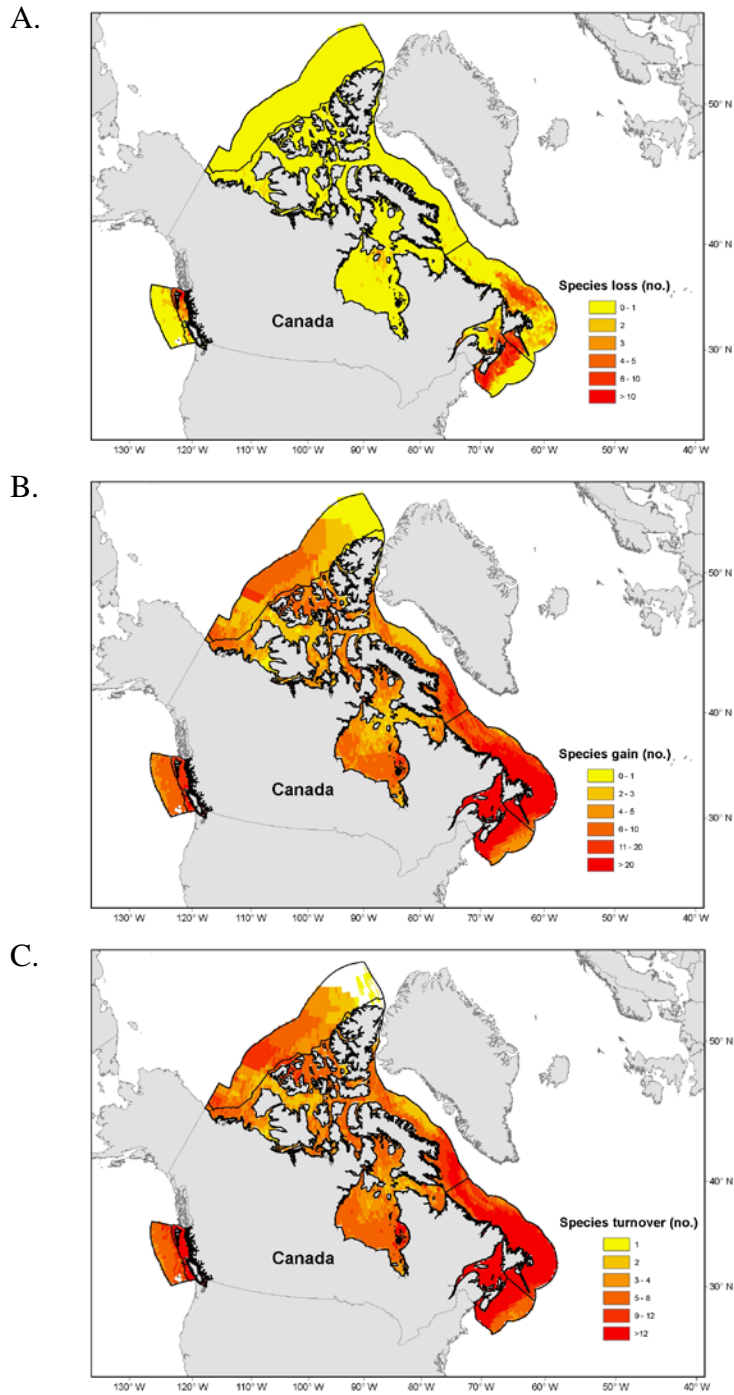 A.
50° N
40° N
30° N
Species loss (no.)
0 - 1
2
3
4 - 5
6 - 10
> 10
Canada
130° W
120° W
110° W
100° W
90° W
80° W
70° W
60° W
50° W
40° W
B.
50° N
40° N
30° N
Species gain (no.)
0 - 1
2 - 3
4 - 5
6 - 10
11 - 20
> 20
Canada
130° W
120° W
110° W
100° W
90° W
80° W
70° W
60° W
50° W
40° W
C.
50° N
40° N
30° N
Species turnover (no.)
1
2
3 - 4
5 - 8
9 - 12
>12
Canada
130° W
120° W
110° W
100° W
90° W
80° W
70° W
60° W
50° W
40° W